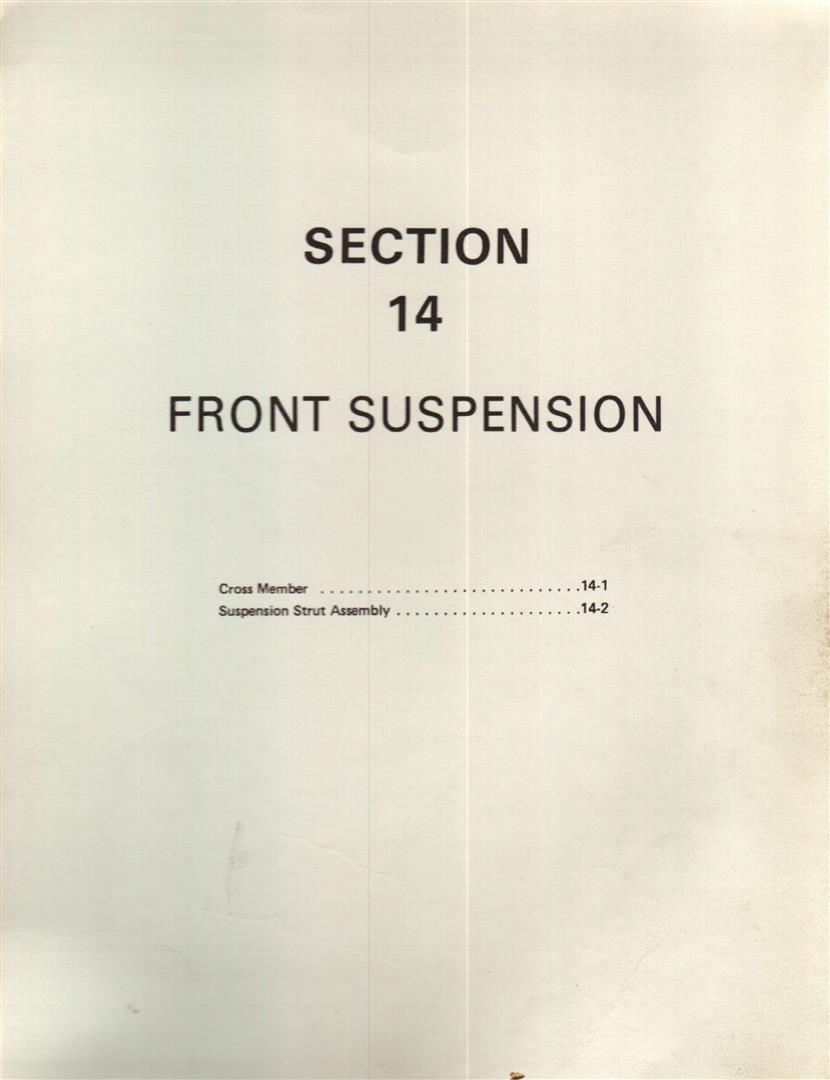 SECTION
14
FRONT SUSPENSION
Cross Member . . . . . . . . . . . . . . . . . . . . . . . . . . . .14-1
Suspension Strut Assembly . . . . . . . . . . . . . . . . . . . .14-2